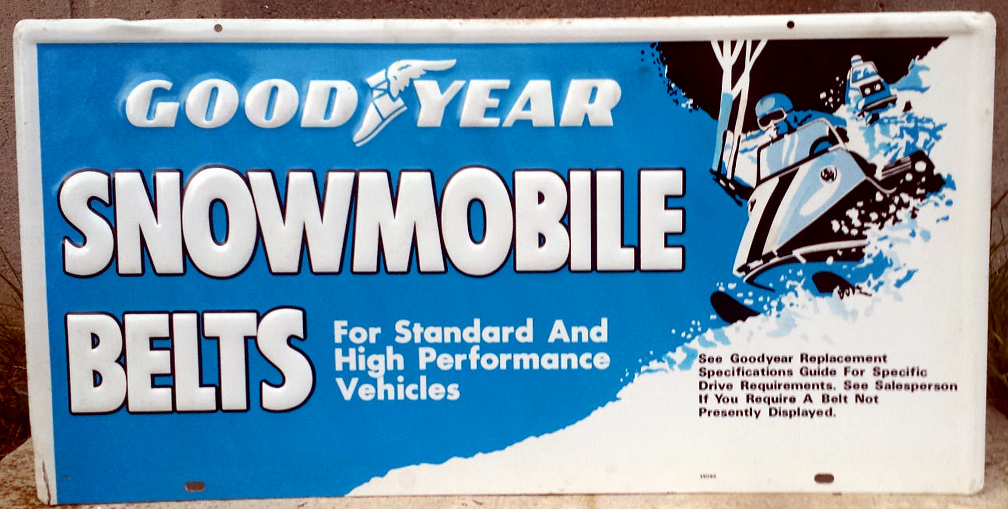 GOODYEAR
SNOWMOBILE
BELTS
For Standard And
High Performance
Vehicles
See Goodyear Replacement
Specifications Guide For Specific
Drive Requirements. See Salesperson
If You Require A Belt Not
Presently Displayed.